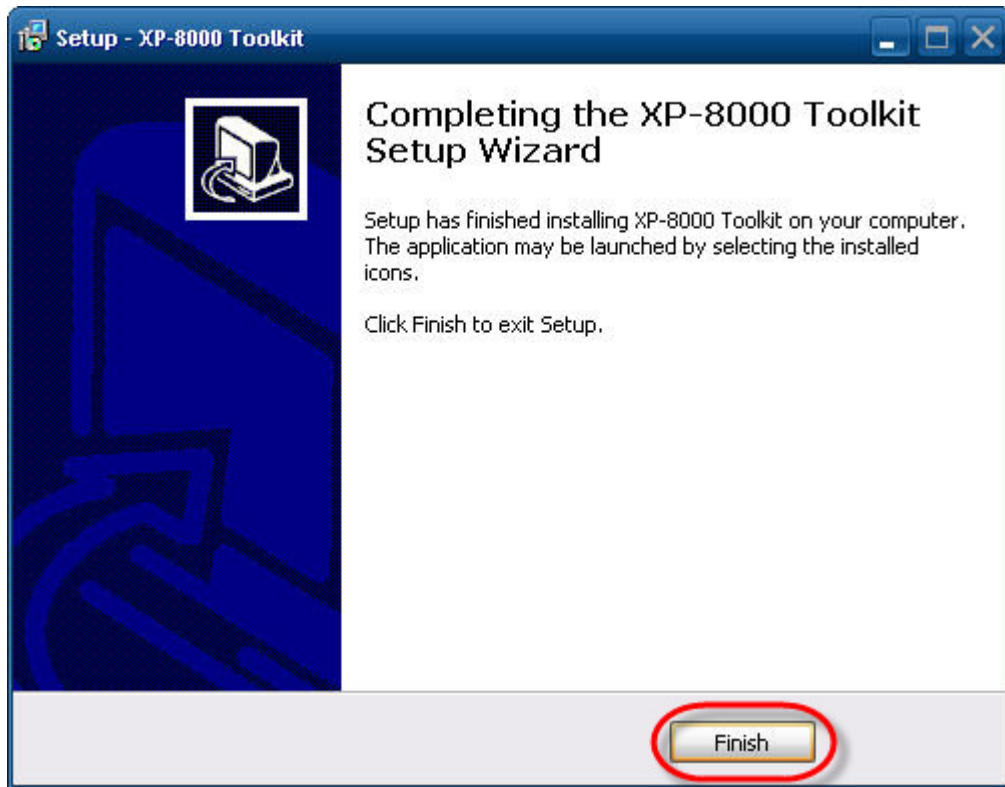 Setup - XP-8000 Toolkit
Completing the XP-8000 Toolkit
Setup Wizard
Setup has finished installing XP-8000 Toolkit on your computer.
The application may be launched by selecting the installed
icons.
Click Finish to exit Setup.
Finish